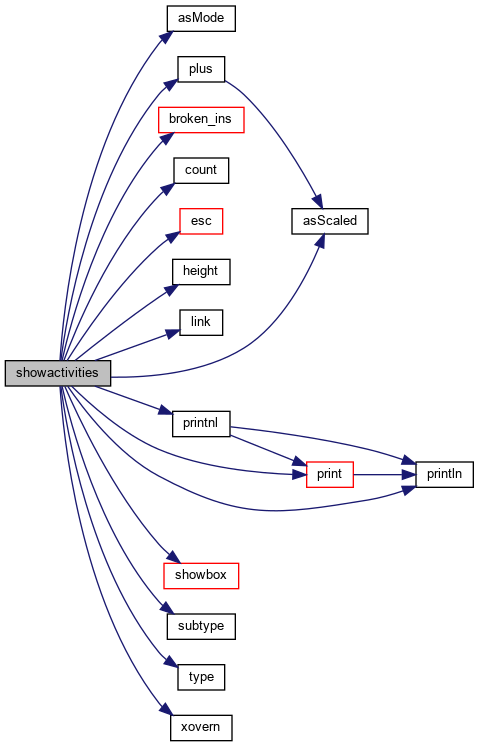 asMode
plus
broken_ins
count
esc
asScaled
height
link
showactivities
printnl
print
println
showbox
subtype
type
xovern